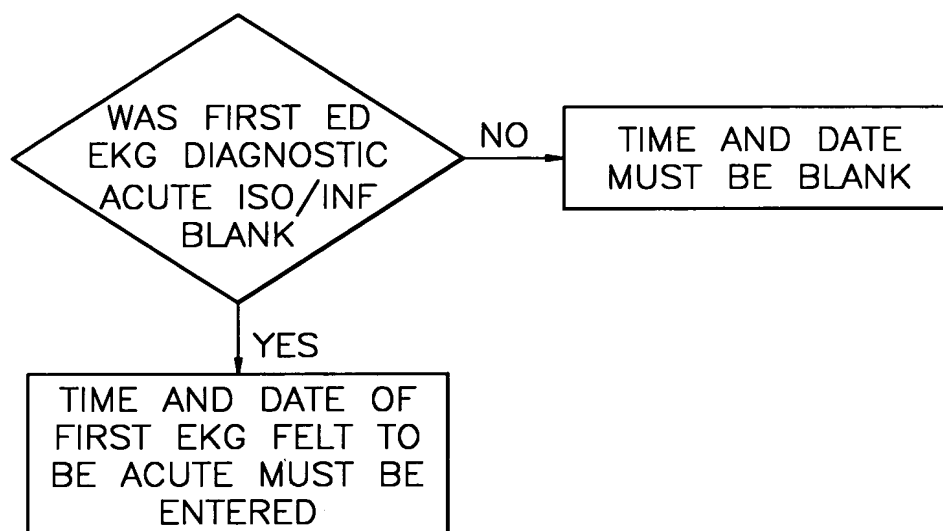 WAS FIRST ED
EKG DIAGNOSTIC
ACUTE ISO/INF
BLANK
NO
TIME AND DATE
MUST BE BLANK
YES
TIME AND DATE OF
FIRST EKG FELT TO
BE ACUTE MUST BE
ENTERED